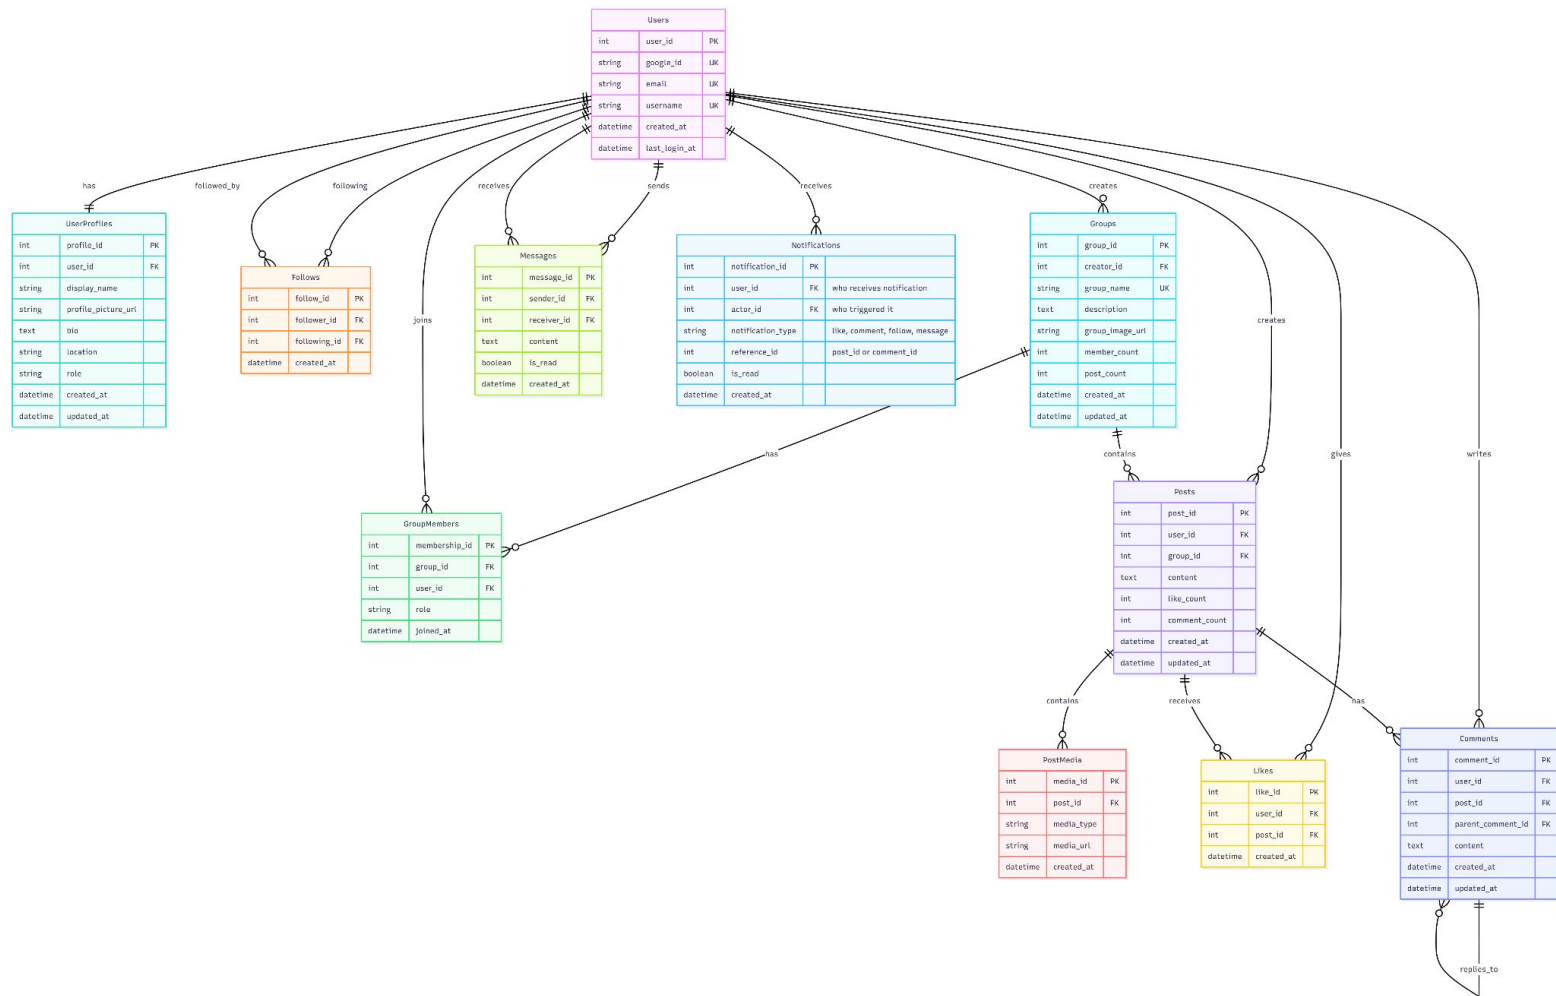 Users
int user_id PK
string google_id UK
string email UK
string username UK
datetime created_at
datetime last_login_at
has
followed_by
following
receives
sends
receives
creates
UserProfiles
int profile_id PK
int user_id FK
string display_name
string profile_picture_url
text bio
string location
string role
datetime created_at
datetime updated_at
Follows
int follow_id PK
int follower_id FK
int following_id FK
datetime created_at
Messages
int message_id PK
int sender_id FK
int receiver_id FK
text content
boolean is_read
datetime created_at
Notifications
int notification_id PK
int user_id FK who receives notification
int actor_id FK who triggered it
string notification_type like, comment, follow, message
int reference_id post_id or comment_id
boolean is_read
datetime created_at
Groups
int group_id PK
int creator_id FK
string group_name UK
text description
string group_image_url
int member_count
int post_count
datetime created_at
datetime updated_at
joins
creates
has
contains
gives
writes
GroupMembers
int membership_id PK
int group_id FK
int user_id FK
string role
datetime joined_at
Posts
int post_id PK
int user_id FK
int group_id FK
text content
int like_count
int comment_count
datetime created_at
datetime updated_at
contains
receives
has
PostMedia
int media_id PK
int post_id FK
string media_type
string media_url
datetime created_at
Likes
int like_id PK
int user_id FK
int post_id FK
datetime created_at
Comments
int comment_id PK
int user_id FK
int post_id FK
int parent_comment_id FK
text content
datetime created_at
datetime updated_at
replies_to